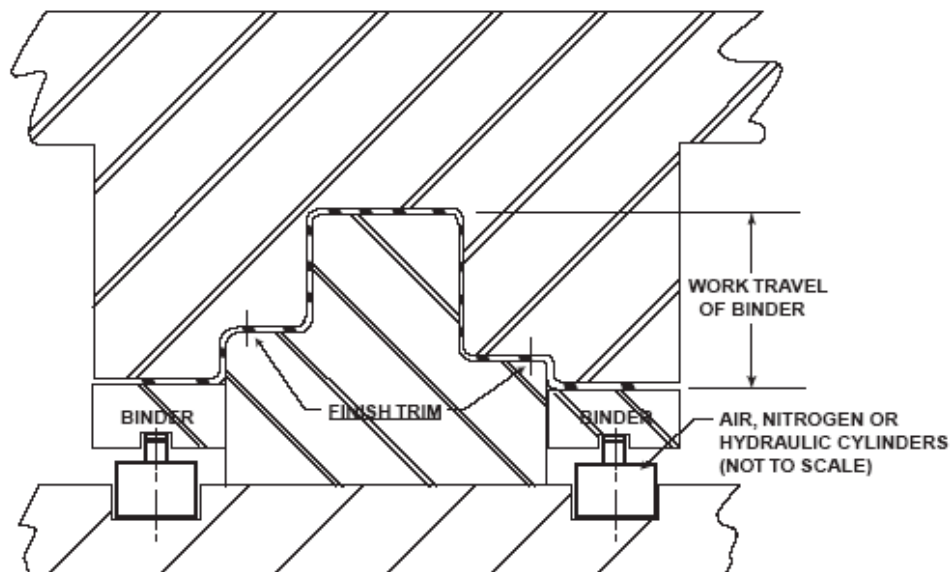 WORK TRAVEL
OF BINDER
BINDER
FINISH TRIM
BINDER
AIR, NITROGEN OR
HYDRAULIC CYLINDERS
(NOT TO SCALE)